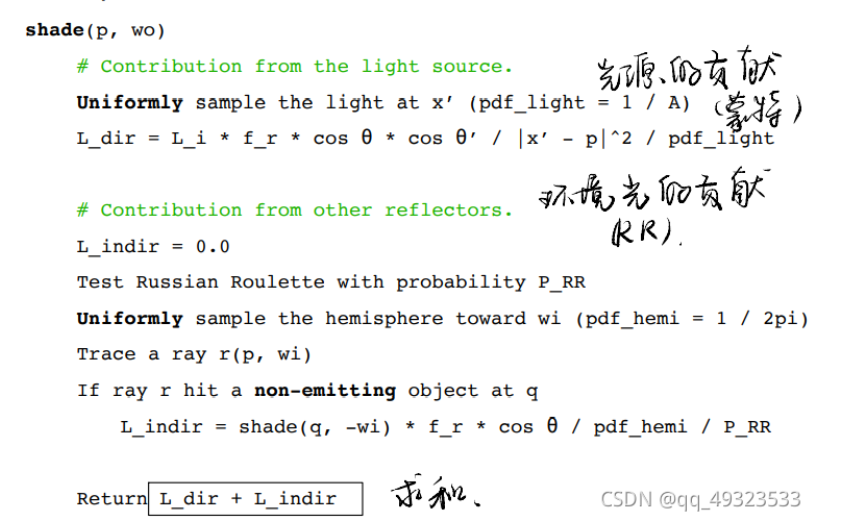 shade(p, wo)
# Contribution from the light source.
光源的贡献
Uniformly sample the light at x′ (pdf_light = 1 / A)
(蒙特)
L_dir = L_i * f_r * cos θ * cos θ′ / |x′ - p|^2 / pdf_light
# Contribution from other reflectors.
环境光的贡献
(RR).
L_indir = 0.0
Test Russian Roulette with probability P_RR
Uniformly sample the hemisphere toward wi (pdf_hemi = 1 / 2pi)
Trace a ray r(p, wi)
If ray r hit a non-emitting object at q
L_indir = shade(q, -wi) * f_r * cos θ / pdf_hemi / P_RR
Return L_dir + L_indir 求和、
CSDN @qq_49323533